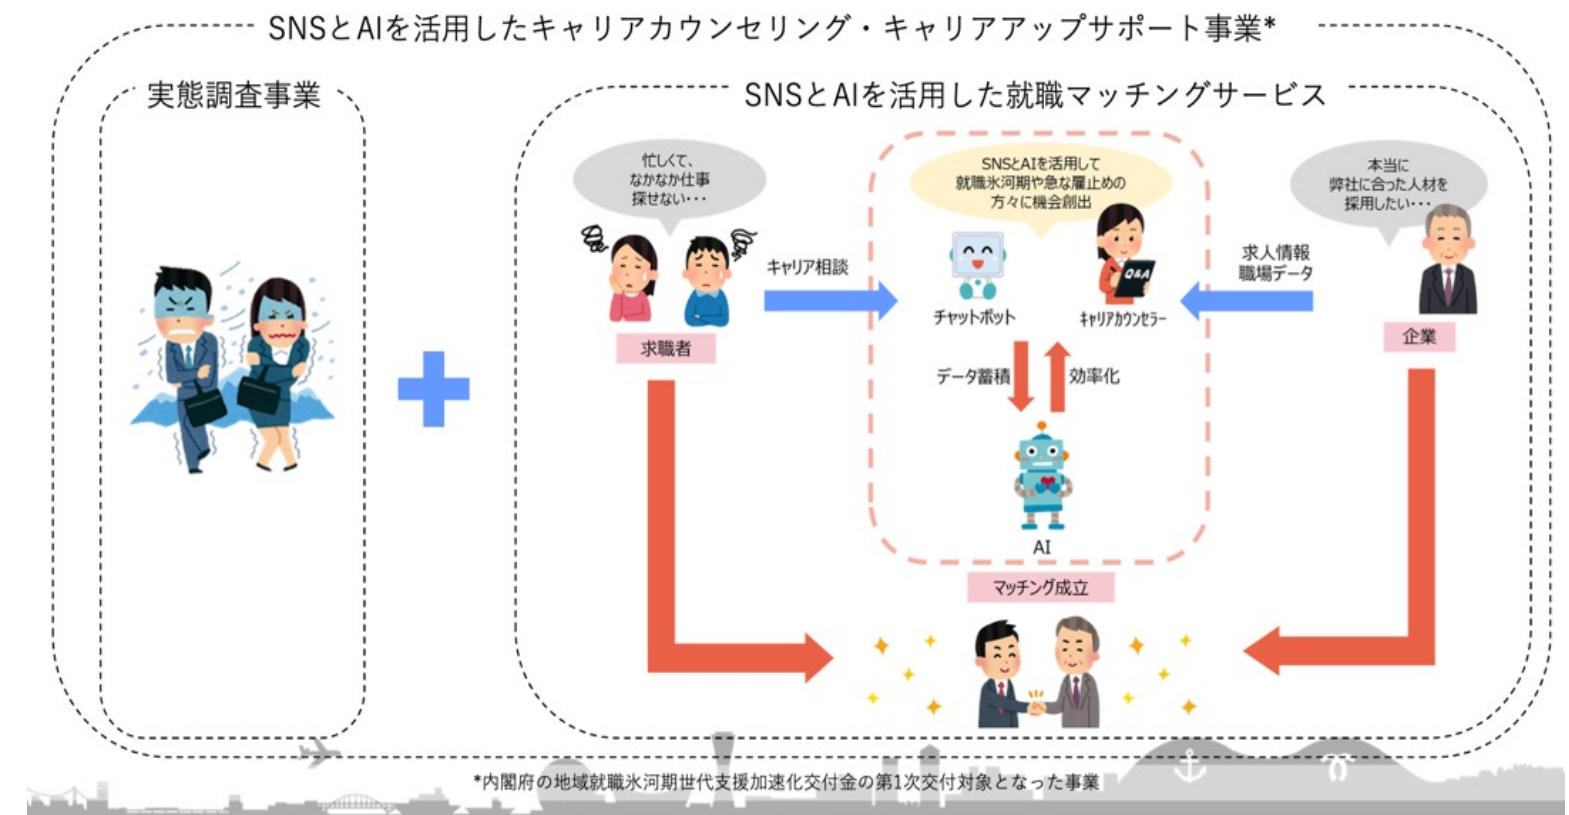 SNSとAIを活用したキャリアカウンセリング・キャリアアップサポート事業*
実態調査事業
SNSとAIを活用した就職マッチングサービス
忙しくて、
なかなか仕事
探せない・・・
求職者
キャリア相談
SNSとAIを活用して
就職氷河期や急な雇止めの
方々に機会創出
Q&A
チャットボット
キャリアカウンセラー
データ蓄積
効率化
AI
求人情報
職場データ
本当に
弊社に合った人材を
採用したい・・・
企業
マッチング成立
*内閣府の地域就職氷河期世代支援加速化交付金の第1次交付対象となった事業